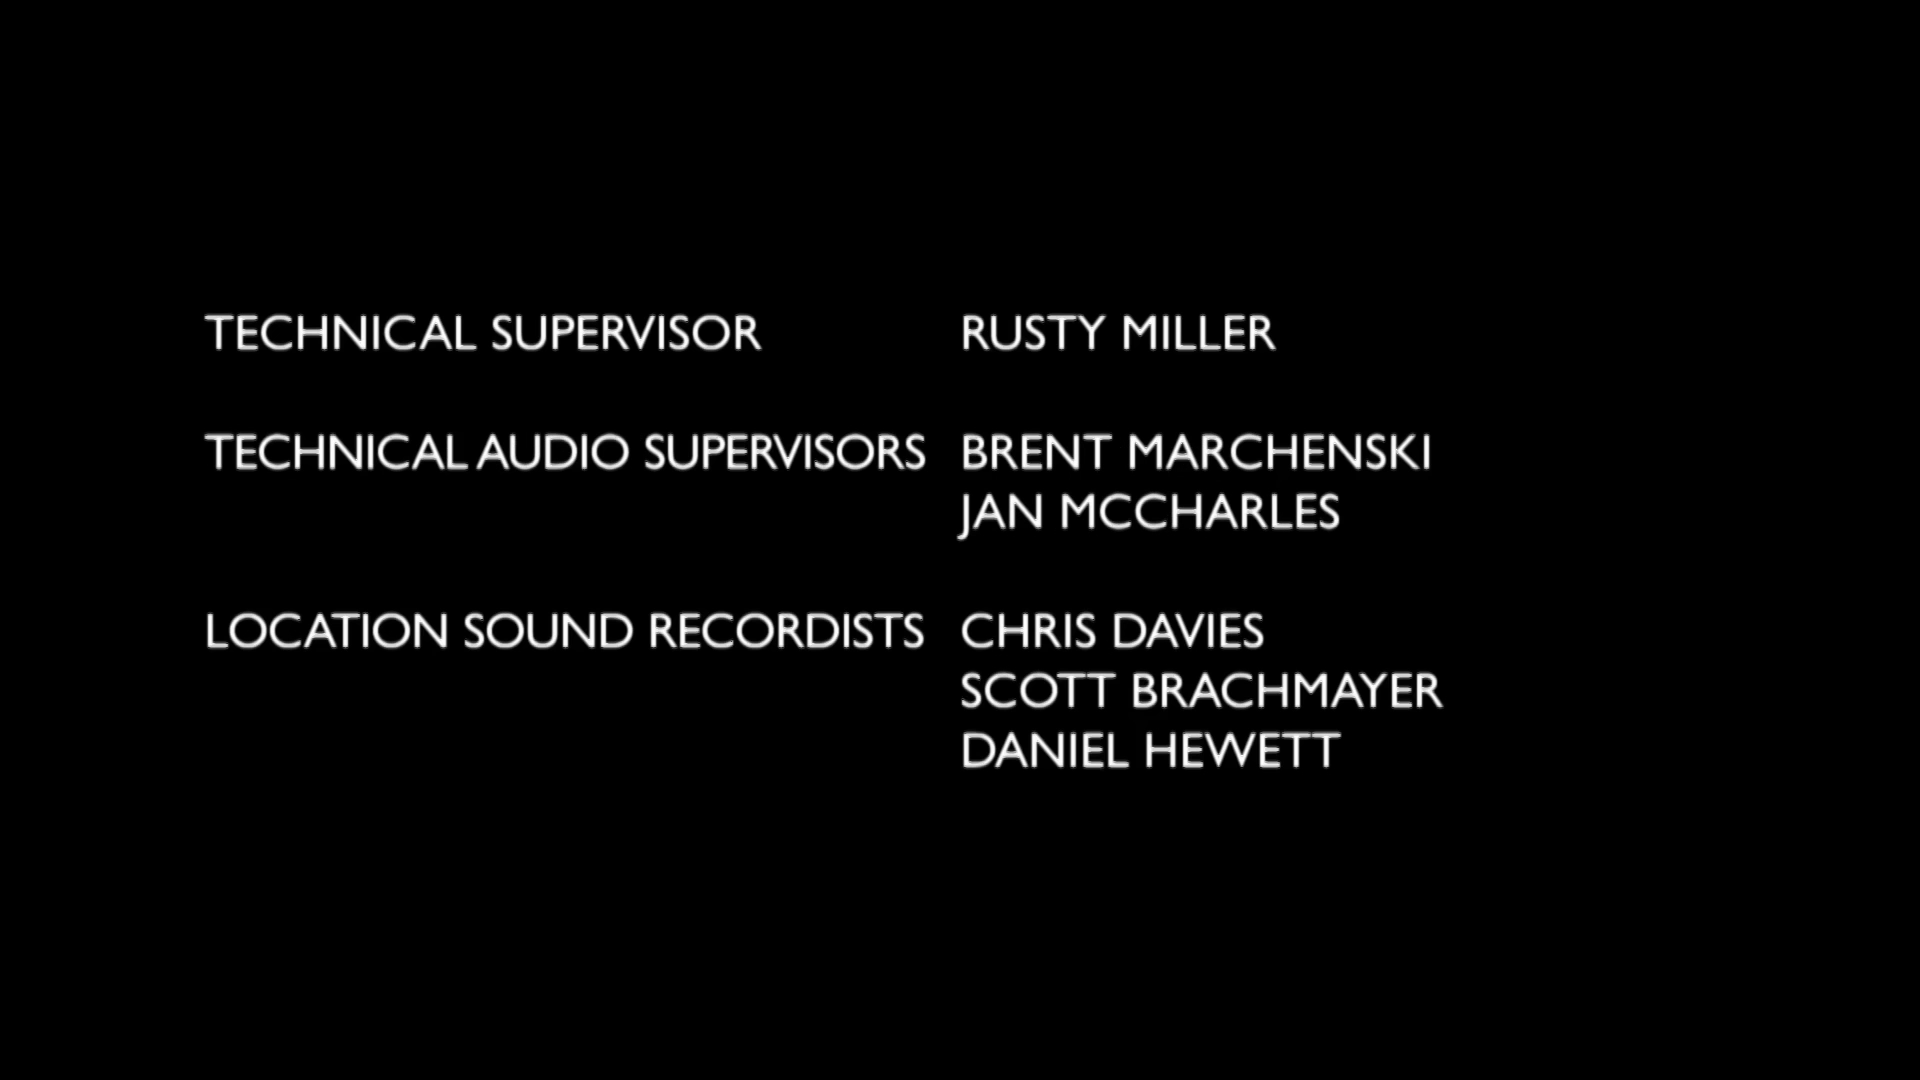 TECHNICAL SUPERVISOR RUSTY MILLER
TECHNICAL AUDIO SUPERVISORS BRENT MARCHENSKI
JAN MCCHARLES
LOCATION SOUND RECORDISTS CHRIS DAVIES
SCOTT BRACHMAYER
DANIEL HEWETT